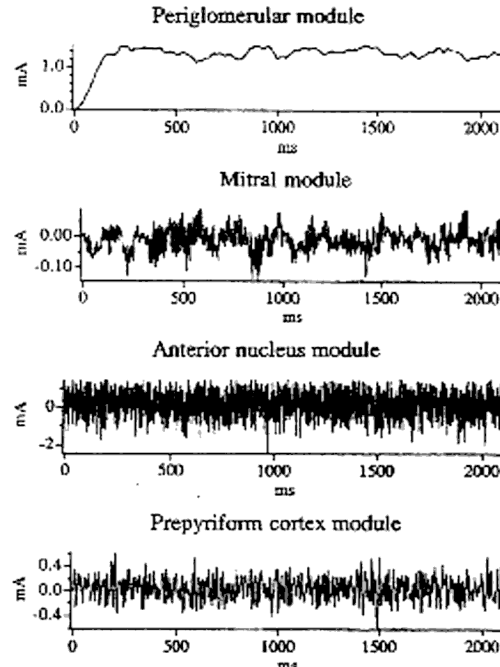 Periglomerular module
mA
1.0
0.0
0 500 1000 1500 2000
ms
Mitral module
mA
0.00
-0.10
0 500 1000 1500 2000
ms
Anterior nucleus module
mA
0
-2
0 500 1000 1500 2000
ms
Prepyriform cortex module
mA
0.4
0.0
-0.4
0 500 1000 1500 2000
ms